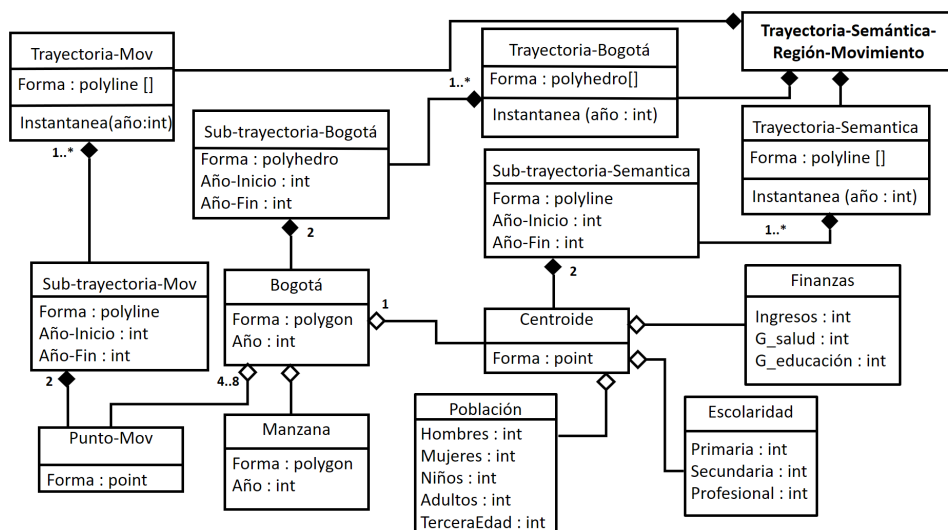 Trayectoria-Mov
Forma : polyline []
Instantanea(año:int)
1..*
Sub-trayectoria-Bogotá
Forma : polyhedro
Año-Inicio : int
Año-Fin : int
2
Trayectoria-Bogotá
Forma : polyhedro[]
Instantanea (año : int)
1..*
Trayectoria-Semántica-
Región-Movimiento
Trayectoria-Semantica
Forma : polyline []
Instantanea (año : int)
1..*
Sub-trayectoria-Semantica
Forma : polyline
Año-Inicio : int
Año-Fin : int
2
Sub-trayectoria-Mov
Forma : polyline
Año-Inicio : int
Año-Fin : int
2
Bogotá
Forma : polygon
Año : int
1
4..8
Centroide
Forma : point
Finanzas
Ingresos : int
G_salud : int
G_educación : int
Punto-Mov
Forma : point
Manzana
Forma : polygon
Año : int
Población
Hombres : int
Mujeres : int
Niños : int
Adultos : int
TerceraEdad : int
Escolaridad
Primaria : int
Secundaria : int
Profesional : int